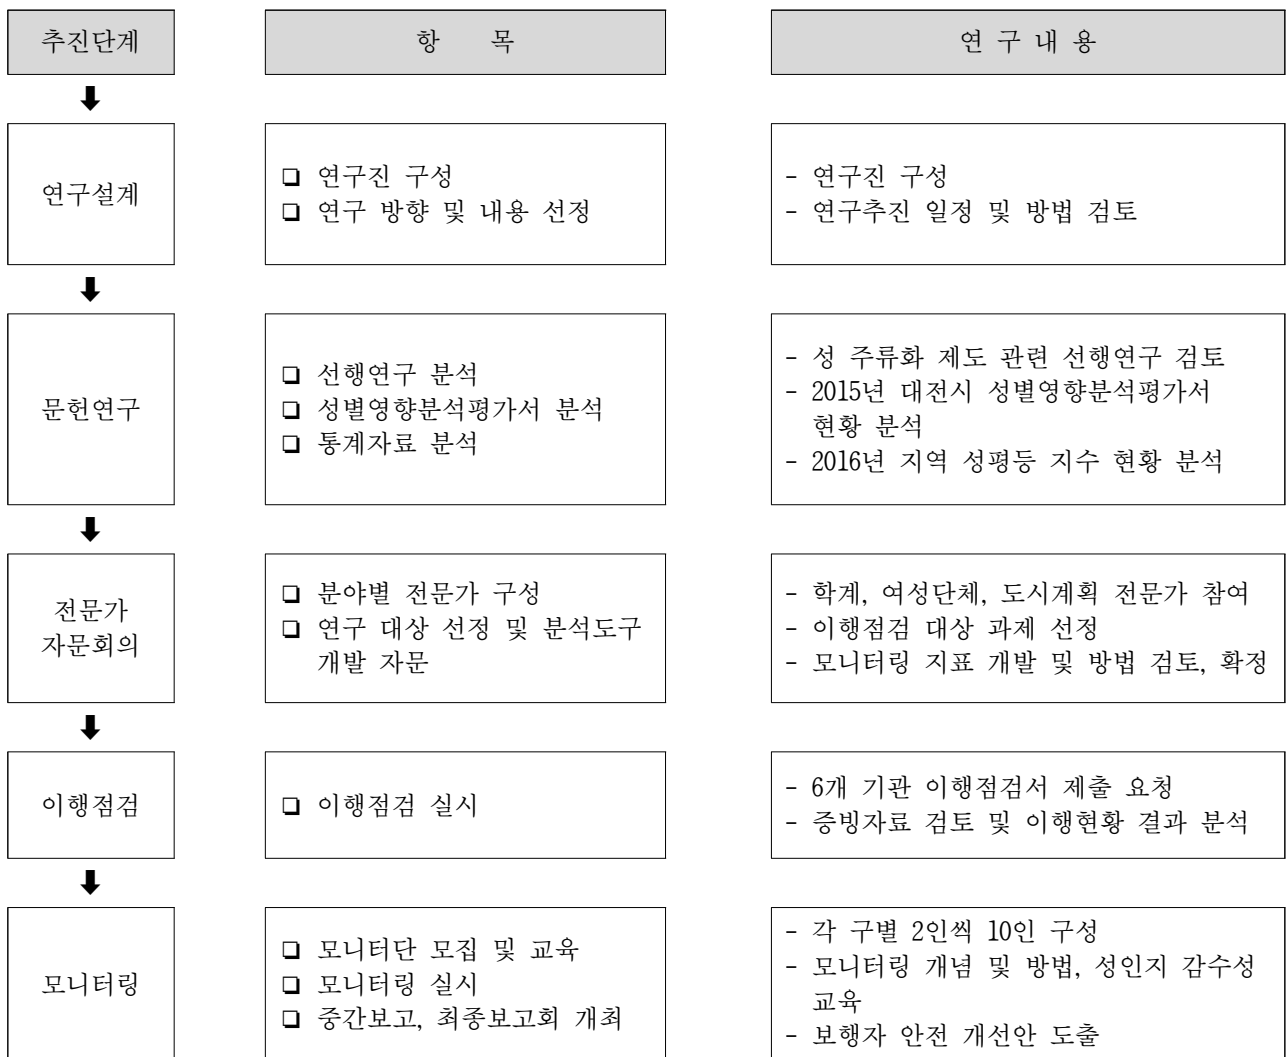 추진단계
항 목
연 구 내 용
연구설계
❏ 연구진 구성
❏ 연구 방향 및 내용 선정
- 연구진 구성
- 연구추진 일정 및 방법 검토
문헌연구
❏ 선행연구 분석
❏ 성별영향분석평가서 분석
❏ 통계자료 분석
- 성 주류화 제도 관련 선행연구 검토
- 2015년 대전시 성별영향분석평가서
현황 분석
- 2016년 지역 성평등 지수 현황 분석
전문가
자문회의
❏ 분야별 전문가 구성
❏ 연구 대상 선정 및 분석도구
개발 자문
- 학계, 여성단체, 도시계획 전문가 참여
- 이행점검 대상 과제 선정
- 모니터링 지표 개발 및 방법 검토, 확정
이행점검
❏ 이행점검 실시
- 6개 기관 이행점검서 제출 요청
- 증빙자료 검토 및 이행현황 결과 분석
모니터링
❏ 모니터단 모집 및 교육
❏ 모니터링 실시
❏ 중간보고, 최종보고회 개최
- 각 구별 2인씩 10인 구성
- 모니터링 개념 및 방법, 성인지 감수성
교육
- 보행자 안전 개선안 도출